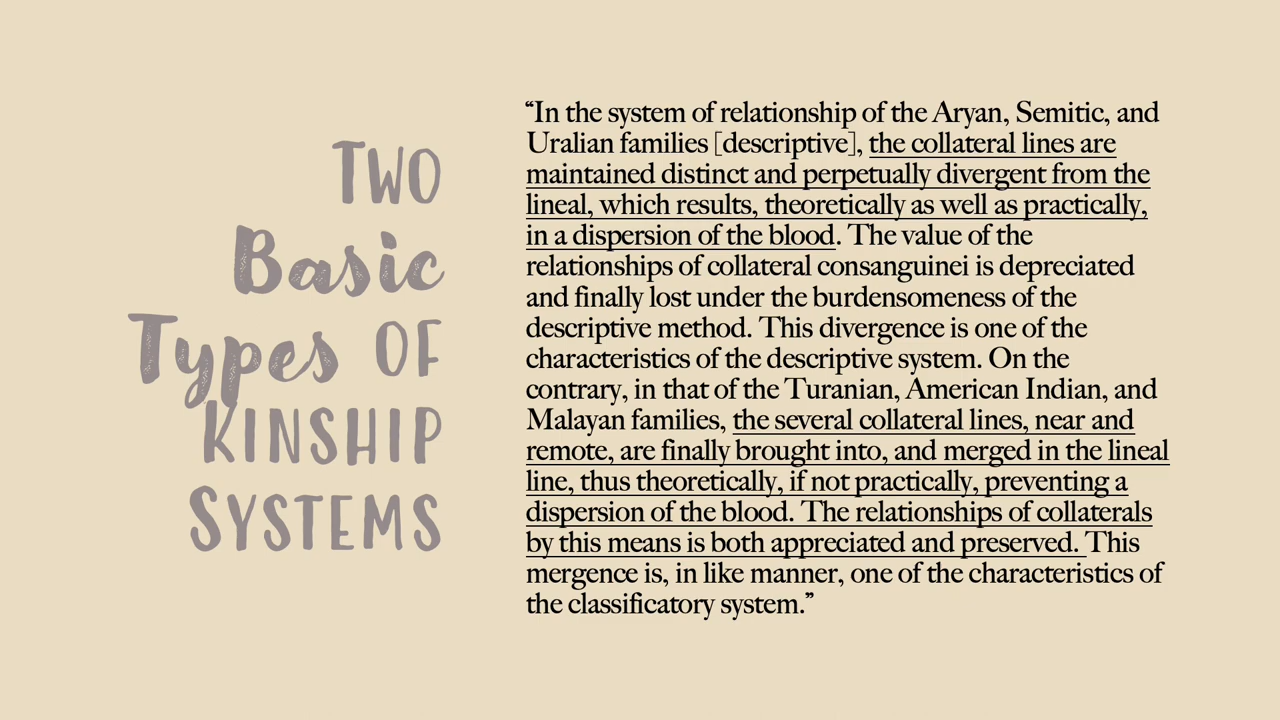 TWO
Basic
Types OF
KINSHIP
SYSTEMS
“In the system of relationship of the Aryan, Semitic, and
Uralian families [descriptive], the collateral lines are
maintained distinct and perpetually divergent from the
lineal, which results, theoretically as well as practically,
in a dispersion of the blood. The value of the
relationships of collateral consanguinei is depreciated
and finally lost under the burdensomeness of the
descriptive method. This divergence is one of the
characteristics of the descriptive system. On the
contrary, in that of the Turanian, American Indian, and
Malayan families, the several collateral lines, near and
remote, are finally brought into, and merged in the lineal
line, thus theoretically, if not practically, preventing a
dispersion of the blood. The relationships of collaterals
by this means is both appreciated and preserved. This
mergence is, in like manner, one of the characteristics of
the classificatory system.”